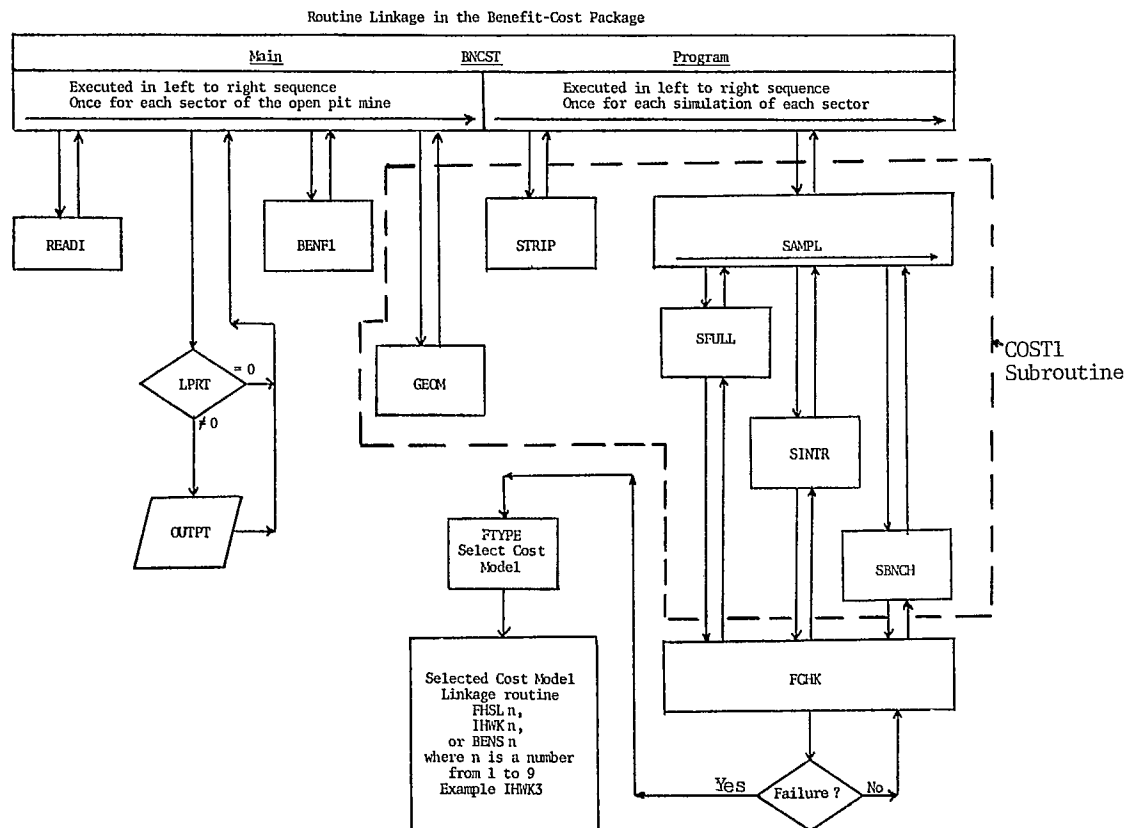 Routine Linkage in the Benefit-Cost Package
Main BNCST Program
Executed in left to right sequence
Once for each sector of the open pit mine
Executed in left to right sequence
Once for each simulation of each sector
READI
BENF1
STRIP
SAMPL
SFULL
COST1
Subroutine
LPRT
= 0
≠ 0
GEOM
SINTR
OUTPT
FTYPE
Select Cost
Model
SBNCH
Selected Cost Model
Linkage routine
FHSL n,
IHWK n,
or BENS n
where n is a number
from 1 to 9
Example IHWK3
FCHK
Yes
Failure ?
No